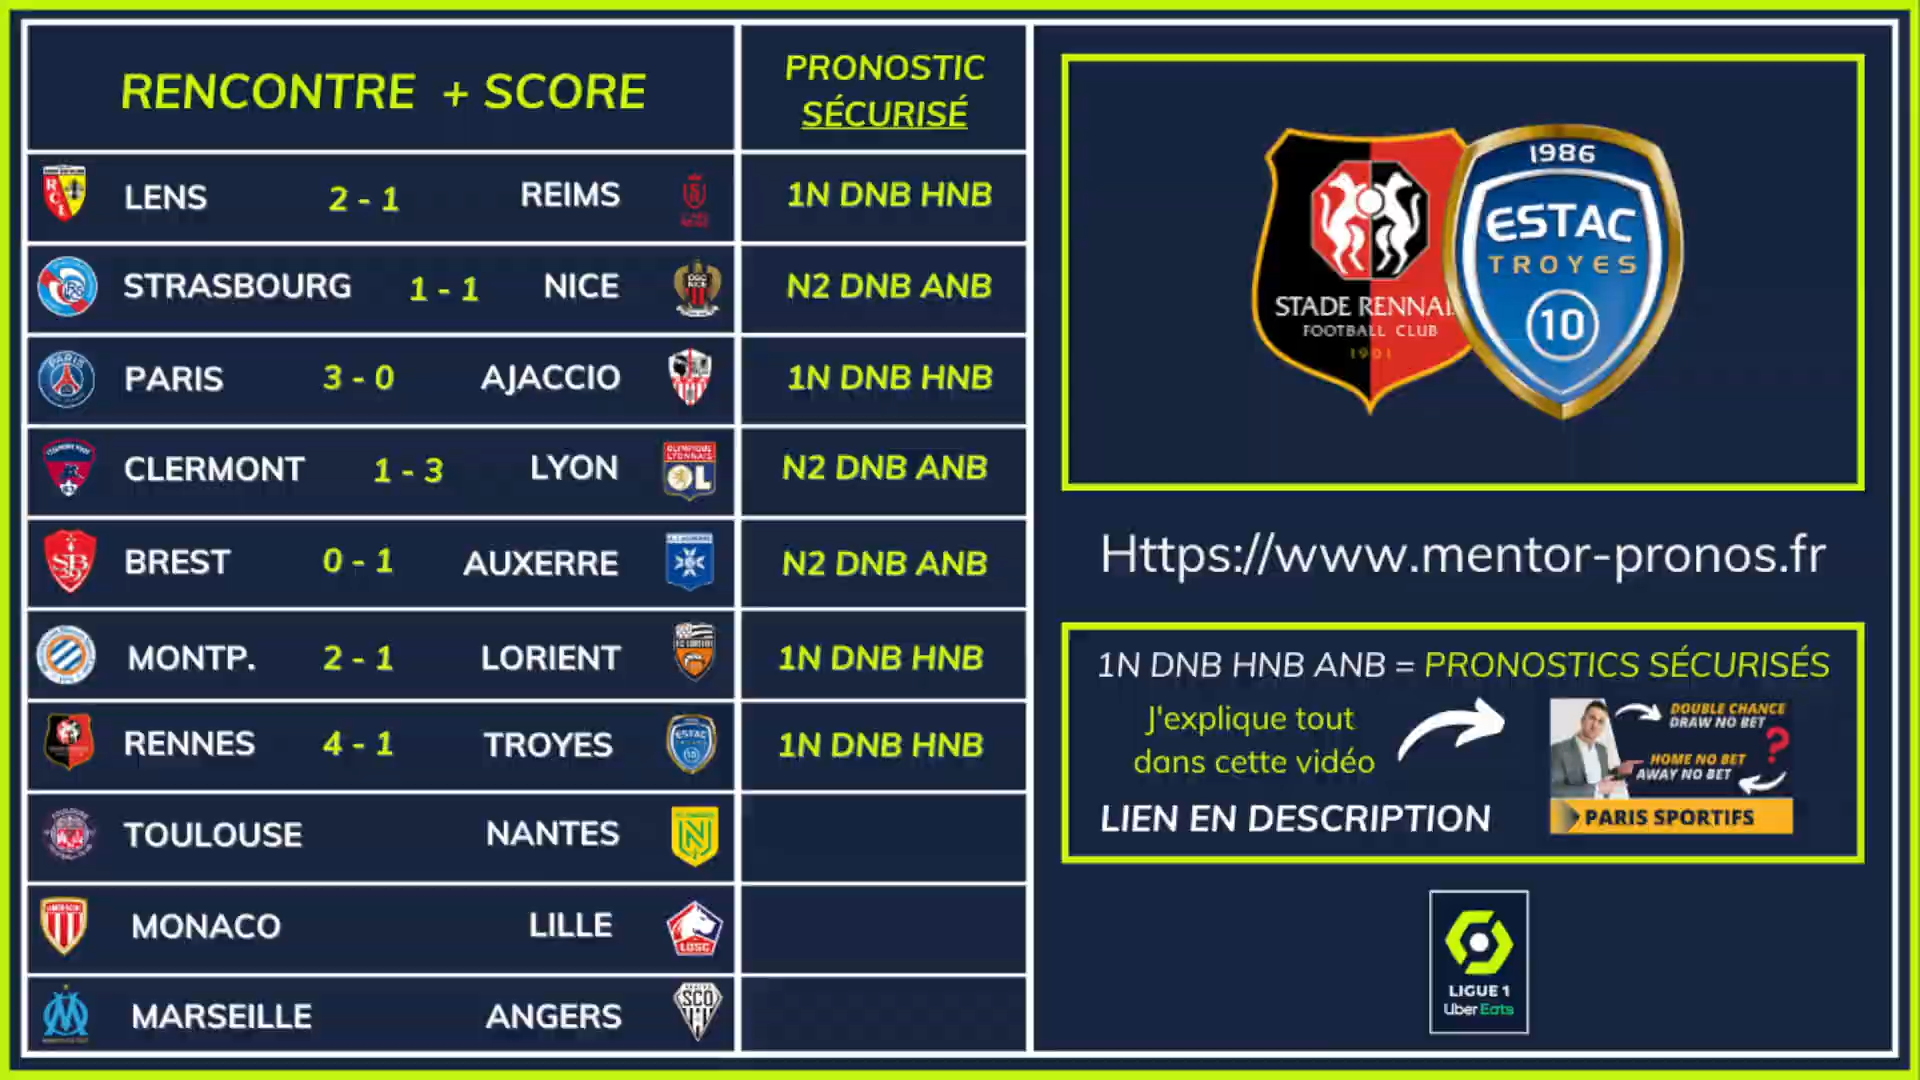 RENCONTRE + SCORE
PRONOSTIC
SÉCURISÉ
LENS 2 - 1 REIMS 1N DNB HNB
STRASBOURG 1 - 1 NICE N2 DNB ANB
PARIS 3 - 0 AJACCIO 1N DNB HNB
CLERMONT 1 - 3 LYON N2 DNB ANB
BREST 0 - 1 AUXERRE N2 DNB ANB
MONTP. 2 - 1 LORIENT 1N DNB HNB
RENNES 4 - 1 TROYES 1N DNB HNB
TOULOUSE NANTES
MONACO LILLE
MARSEILLE ANGERS
STADE RENNAI
FOOTBALL CLUB
1901
1986
ESTAC
TROYES
10
Https://www.mentor-pronos.fr
1N DNB HNB ANB = PRONOSTICS SÉCURISÉS
J'explique tout
dans cette vidéo
LIEN EN DESCRIPTION
DOUBLE CHANCE
DRAW NO BET
?
HOME NO BET
AWAY NO BET
PARIS SPORTIFS
LIGUE 1
Uber Eats